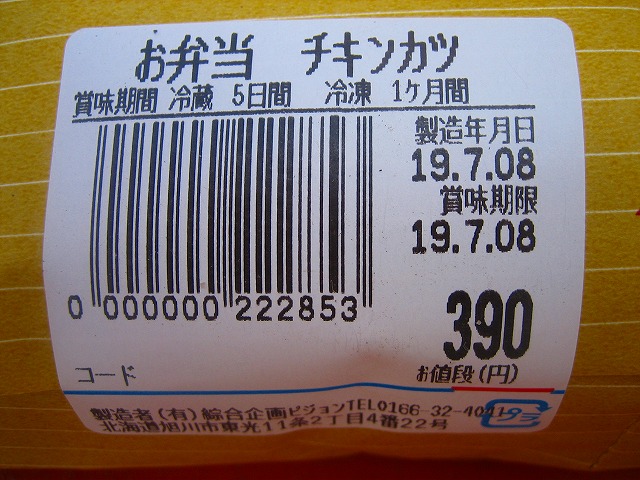 お弁当 チキンカツ
賞味期間 冷蔵 5日間 冷凍 1ヶ月間
製造年月日
19.7.08
賞味期限
19.7.08
0 000000 222853
390
コード
お値段(円)
製造者(有)綜合企画ビジョンTEL0166-32-4041
北海道旭川市東光11条2丁目4番22号
プラ